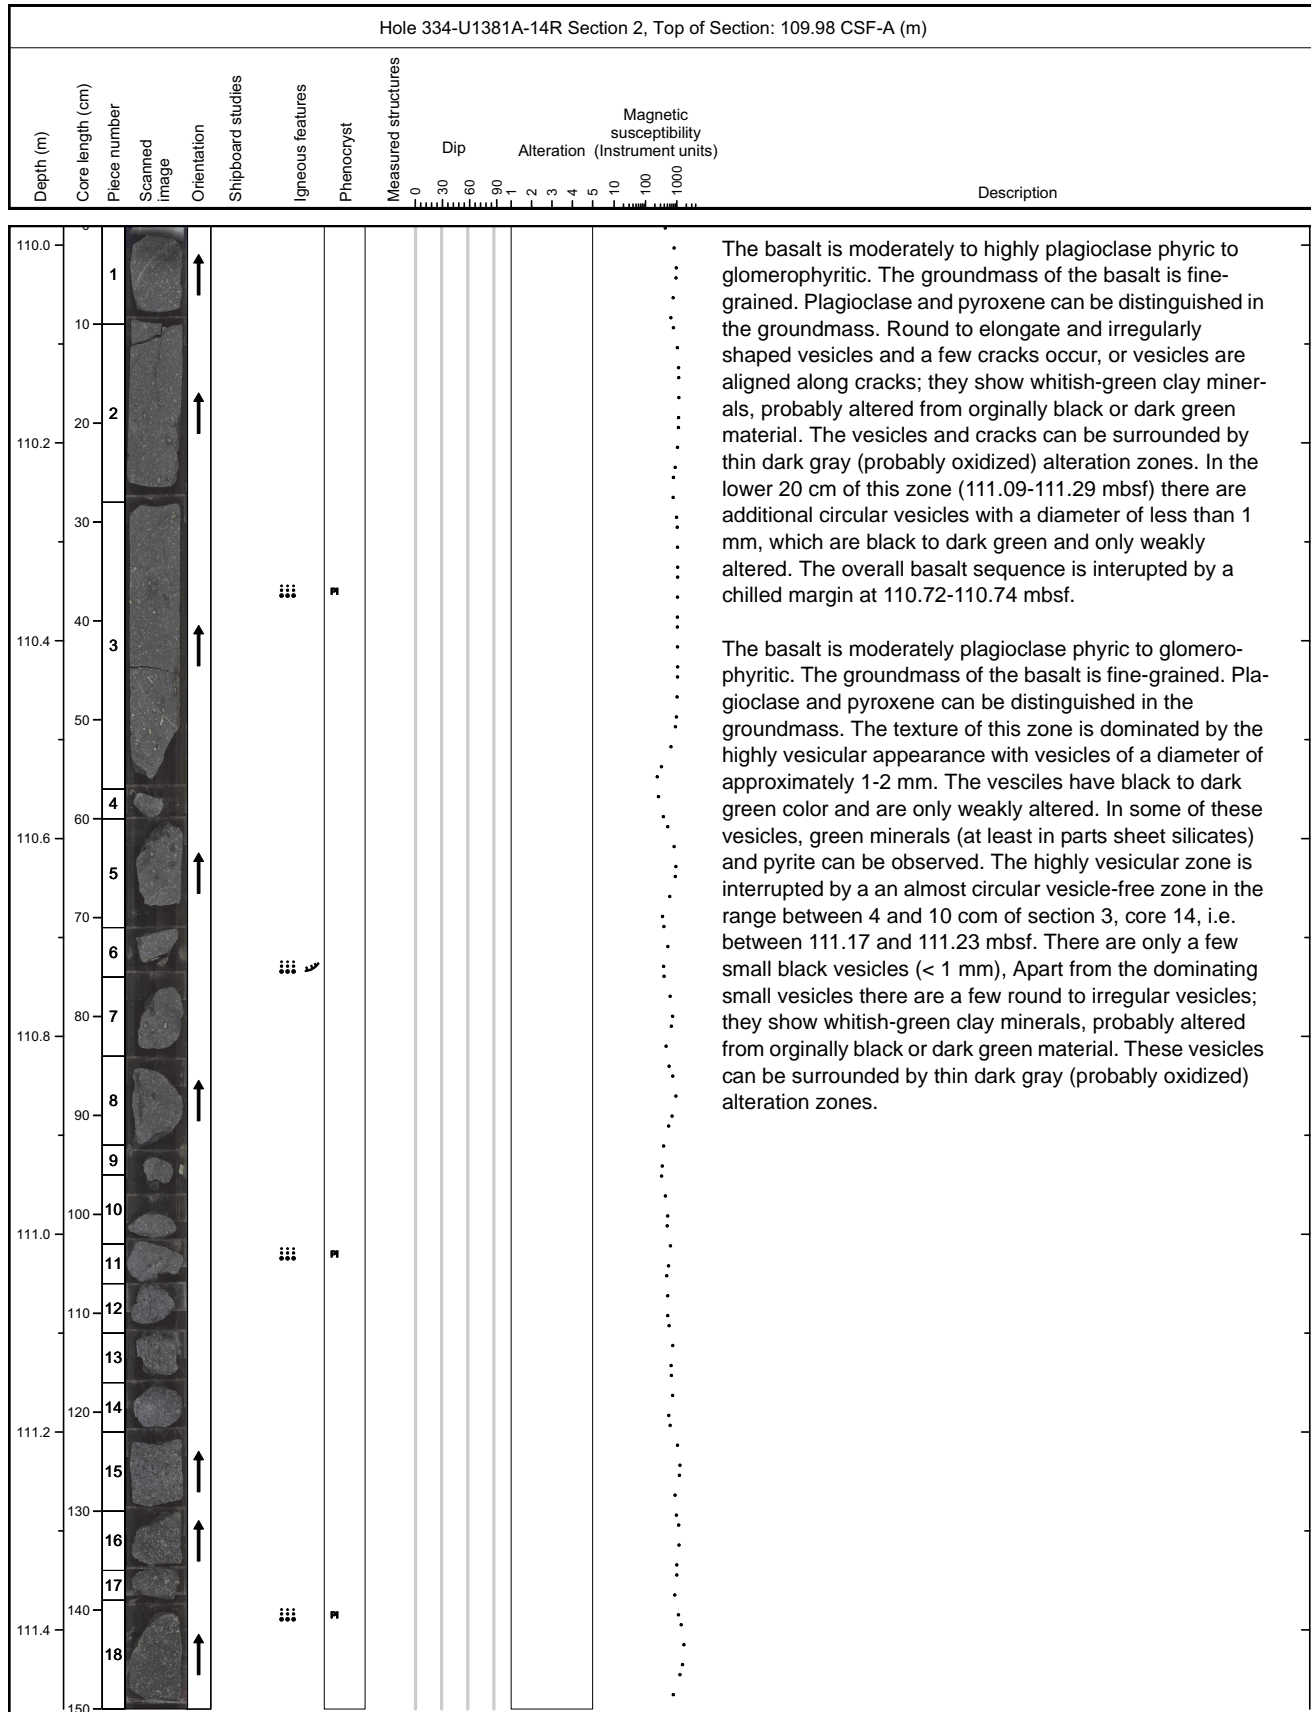 Hole 334-U1381A-14R Section 2, Top of Section: 109.98 CSF-A (m)
Depth (m)
Core length (cm)
Piece number
Scanned
image
Orientation
Shipboard studies
Igneous features
Phenocryst
Measured structures
Dip
0 30 60 90
Alteration
1 2 3 4 5
Magnetic
susceptibility
(Instrument units)
10 100 1000
Description
110.0
110.2
110.4
110.6
110.8
111.0
111.2
111.4
0
10
20
30
40
50
60
70
80
90
100
110
120
130
140
150
1
2
3
4
5
6
7
8
9
10
11
12
13
14
15
16
17
18
Pl
Pl
Pl
The basalt is moderately to highly plagioclase phyric to
glomerophyritic. The groundmass of the basalt is fine-
grained. Plagioclase and pyroxene can be distinguished in
the groundmass. Round to elongate and irregularly
shaped vesicles and a few cracks occur, or vesicles are
aligned along cracks; they show whitish-green clay miner-
als, probably altered from orginally black or dark green
material. The vesicles and cracks can be surrounded by
thin dark gray (probably oxidized) alteration zones. In the
lower 20 cm of this zone (111.09-111.29 mbsf) there are
additional circular vesicles with a diameter of less than 1
mm, which are black to dark green and only weakly
altered. The overall basalt sequence is interupted by a
chilled margin at 110.72-110.74 mbsf.
The basalt is moderately plagioclase phyric to glomero-
phyritic. The groundmass of the basalt is fine-grained. Pla-
gioclase and pyroxene can be distinguished in the
groundmass. The texture of this zone is dominated by the
highly vesicular appearance with vesicles of a diameter of
approximately 1-2 mm. The vesciles have black to dark
green color and are only weakly altered. In some of these
vesicles, green minerals (at least in parts sheet silicates)
and pyrite can be observed. The highly vesicular zone is
interrupted by a an almost circular vesicle-free zone in the
range between 4 and 10 com of section 3, core 14, i.e.
between 111.17 and 111.23 mbsf. There are only a few
small black vesicles (< 1 mm), Apart from the dominating
small vesicles there are a few round to irregular vesicles;
they show whitish-green clay minerals, probably altered
from orginally black or dark green material. These vesicles
can be surrounded by thin dark gray (probably oxidized)
alteration zones.